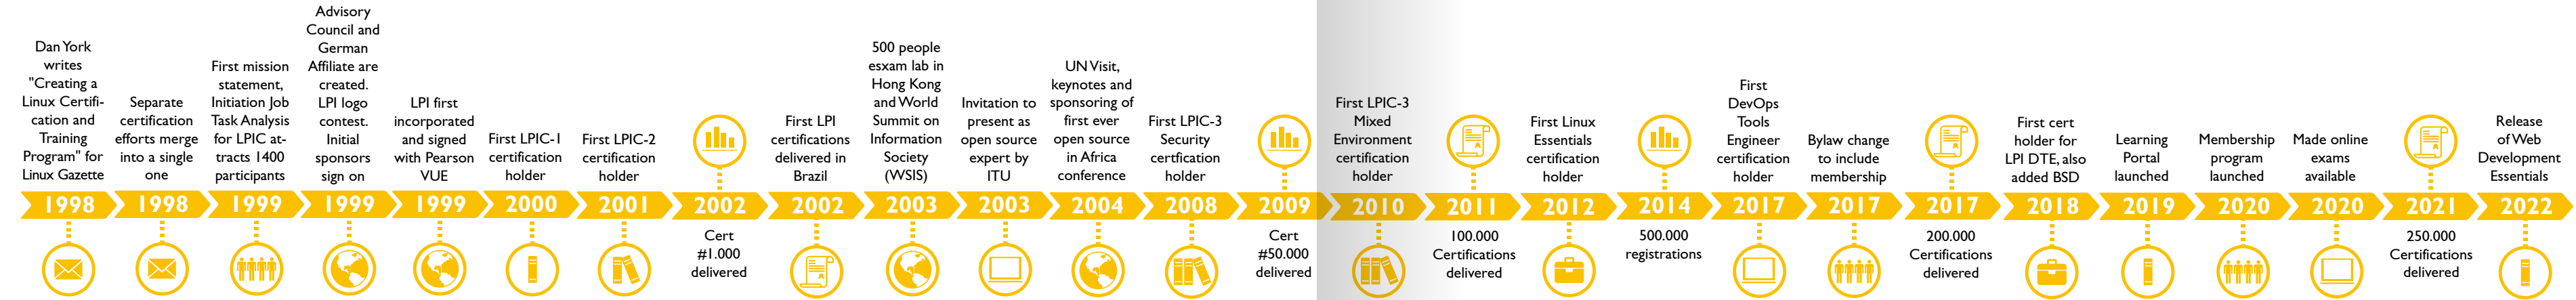 Dan York
writes
"Creating a
Linux Certifi-
cation and
Training
Program" for
Linux Gazette
1998
Separate
certification
efforts merge
into a single
one
1998
First mission
statement,
Initiation Job
Task Analysis
for LPIC at-
tracts 1400
participants
1999
Advisory
Council and
German
Affiliate are
created.
LPI logo
contest.
Initial
sponsors
sign on
1999
LPI first
incorporated
and signed
with Pearson
VUE
1999
First LPIC-1
certification
holder
2000
First LPIC-2
certification
holder
2001
2002
Cert
#1.000
delivered
First LPI
certifications
delivered in
Brazil
2002
500 people
esxam lab in
Hong Kong
and World
Summit on
Information
Society
(WSIS)
2003
Invitation to
present as
open source
expert by
ITU
2003
UN Visit,
keynotes and
sponsoring of
first ever
open source
in Africa
conference
2004
First LPIC-3
Security
certfication
holder
2008
2009
Cert
#50.000
delivered
First LPIC-3
Mixed
Environment
certification
holder
2010
2011
100.000
Certifications
delivered
First Linux
Essentials
certification
holder
2012
2014
500.000
registrations
First
DevOps
Tools
Engineer
certification
holder
2017
Bylaw change
to include
membership
2017
2017
200.000
Certifications
delivered
First cert
holder for
LPI DTE, also
added BSD
2018
Learning
Portal
launched
2019
Membership
program
launched
2020
Made online
exams
available
2020
2021
250.000
Certifications
delivered
Release
of Web
Development
Essentials
2022